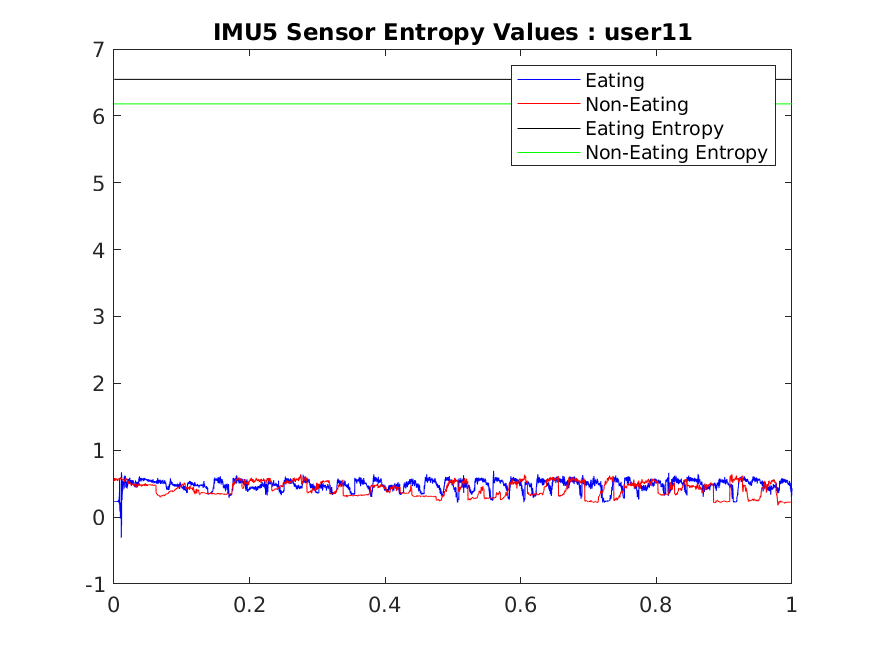 IMU5 Sensor Entropy Values : user11
7
6
5
4
3
2
1
0
-1
Eating
Non-Eating
Eating Entropy
Non-Eating Entropy
0 0.2 0.4 0.6 0.8 1